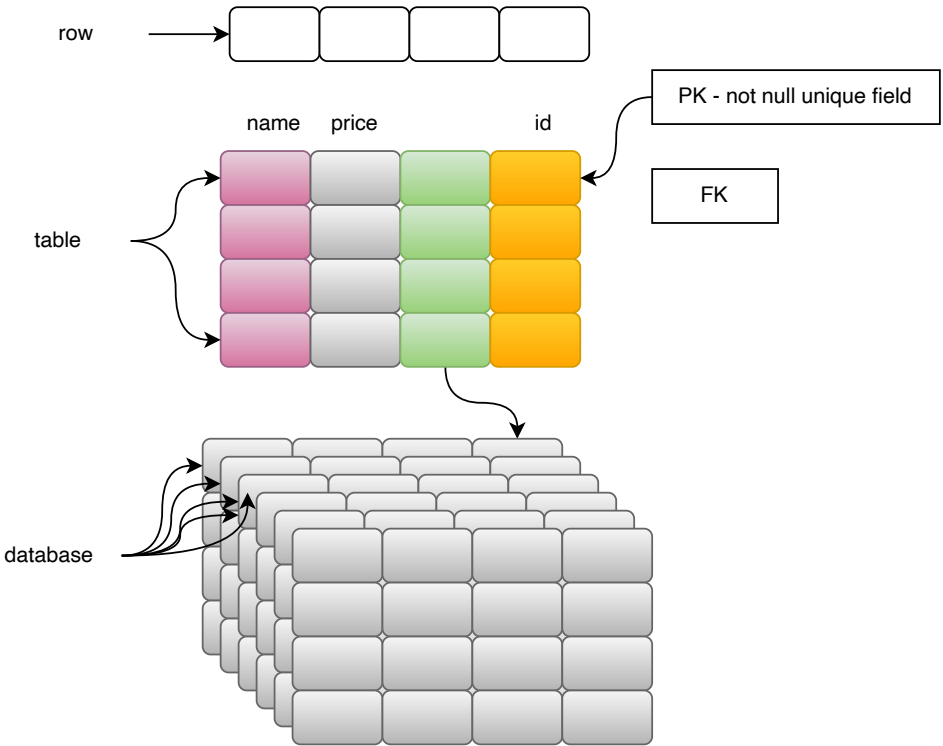 row
PK - not null unique field
name
price
id
FK
table
database